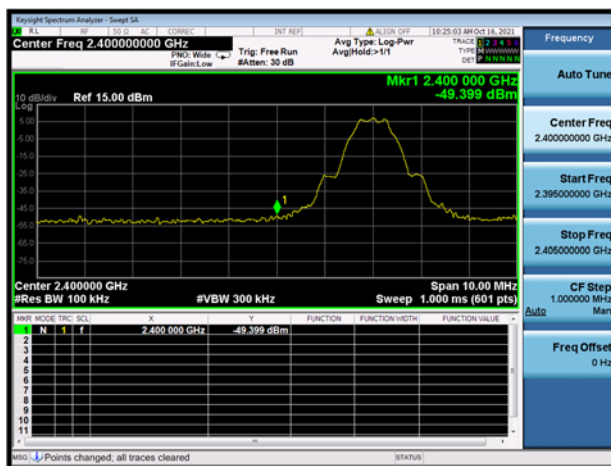 Keysight Spectrum Analyzer - Swept SA
RL RF 50 Ω AC CORREC INT REF ALIGN OFF 10:25:03 AM Oct 16, 2021
Center Freq 2.400000000 GHz
PNO: Wide
IFGain:Low
Trig: Free Run
#Atten: 30 dB
Avg Type: Log-Pwr
Avg|Hold:>1/1
TRACE 1 2 3 4 5 6
TYPE
DET P N N N N N
Mkr1 2.400 000 GHz
-49.399 dBm
10 dB/div Ref 15.00 dBm
Log
5.00
-5.00
-15.0
-25.0
-35.0
-45.0
-55.0
-65.0
-75.0
1
Center 2.400000 GHz Span 10.00 MHz
#Res BW 100 kHz #VBW 300 kHz Sweep 1.000 ms (601 pts)
MKR MODE TRC SCL X Y FUNCTION FUNCTION WIDTH FUNCTION VALUE
1 N 1 f 2.400 000 GHz -49.399 dBm
2
3
4
5
6
7
8
9
10
11
MSG Points changed; all traces cleared STATUS
Frequency
Auto Tune
Center Freq
2.400000000 GHz
Start Freq
2.395000000 GHz
Stop Freq
2.405000000 GHz
CF Step
1.000000 MHz
Auto Man
Freq Offset
0 Hz